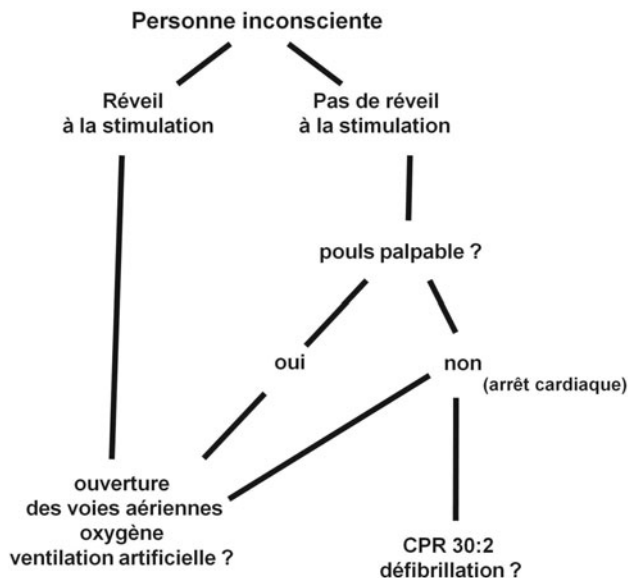 Personne inconsciente
Réveil
à la stimulation
Pas de réveil
à la stimulation
pouls palpable ?
oui
non
(arrêt cardiaque)
ouverture
des voies aériennes
oxygène
ventilation artificielle ?
CPR 30:2
défibrillation ?